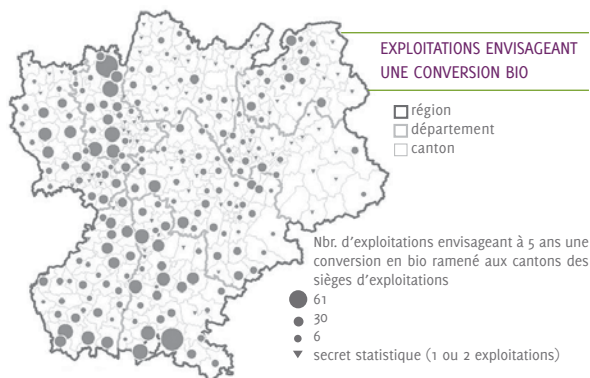 EXPLOITATIONS ENVISAGEANT
UNE CONVERSION BIO
région
département
canton
Nbr. d'exploitations envisageant à 5 ans une
conversion en bio ramené aux cantons des
sièges d'exploitations
61
30
6
secret statistique (1 ou 2 exploitations)